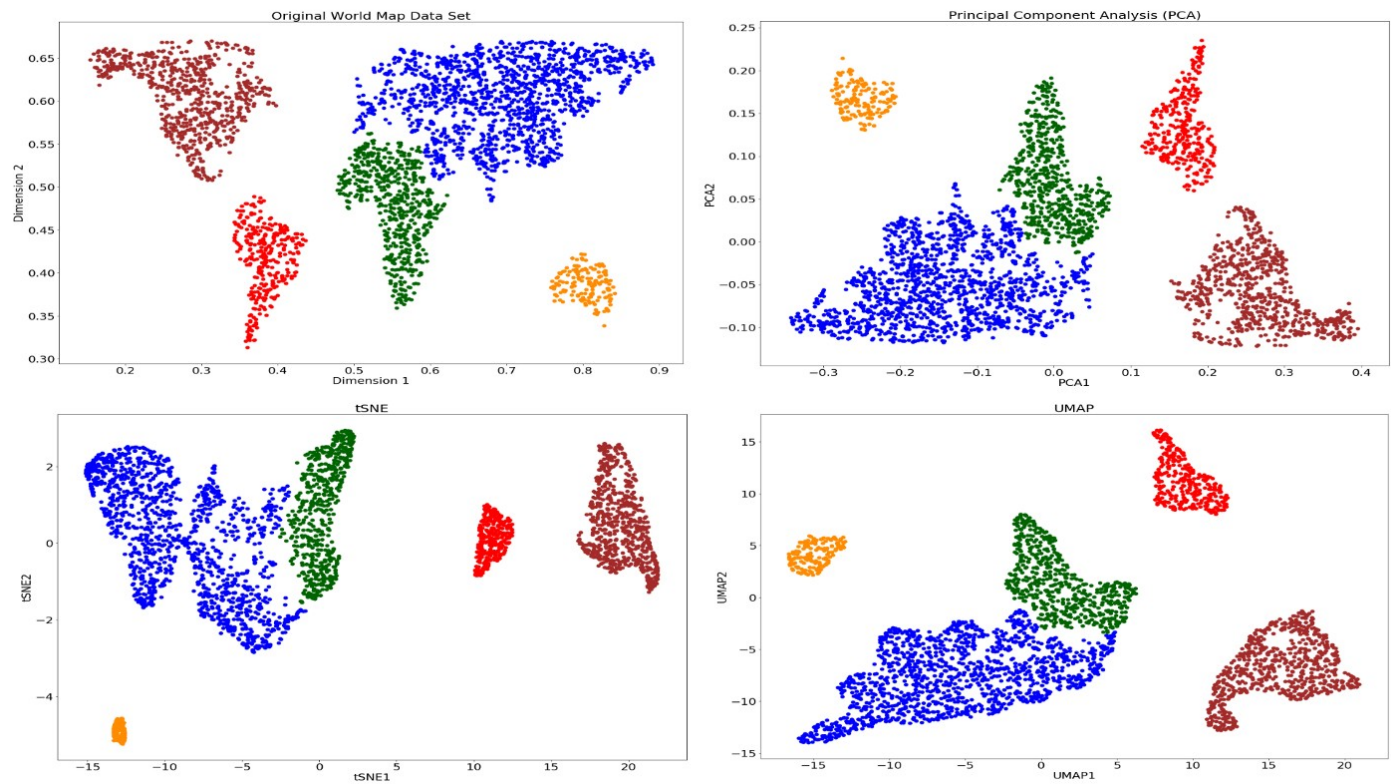 Original World Map Data Set
0.65
0.60
0.55
0.50
0.45
0.40
0.35
0.30
Dimension 2
0.2 0.3 0.4 0.5 0.6 0.7 0.8 0.9
Dimension 1
Principal Component Analysis (PCA)
0.25
0.20
0.15
0.10
0.05
0.00
−0.05
−0.10
PCA2
−0.3 −0.2 −0.1 0.0 0.1 0.2 0.3 0.4
PCA1
tSNE
2
0
−2
−4
tSNE2
−15 −10 −5 0 5 10 15 20
tSNE1
UMAP
15
10
5
0
−5
−10
−15
UMAP2
−15 −10 −5 0 5 10 15 20
UMAP1